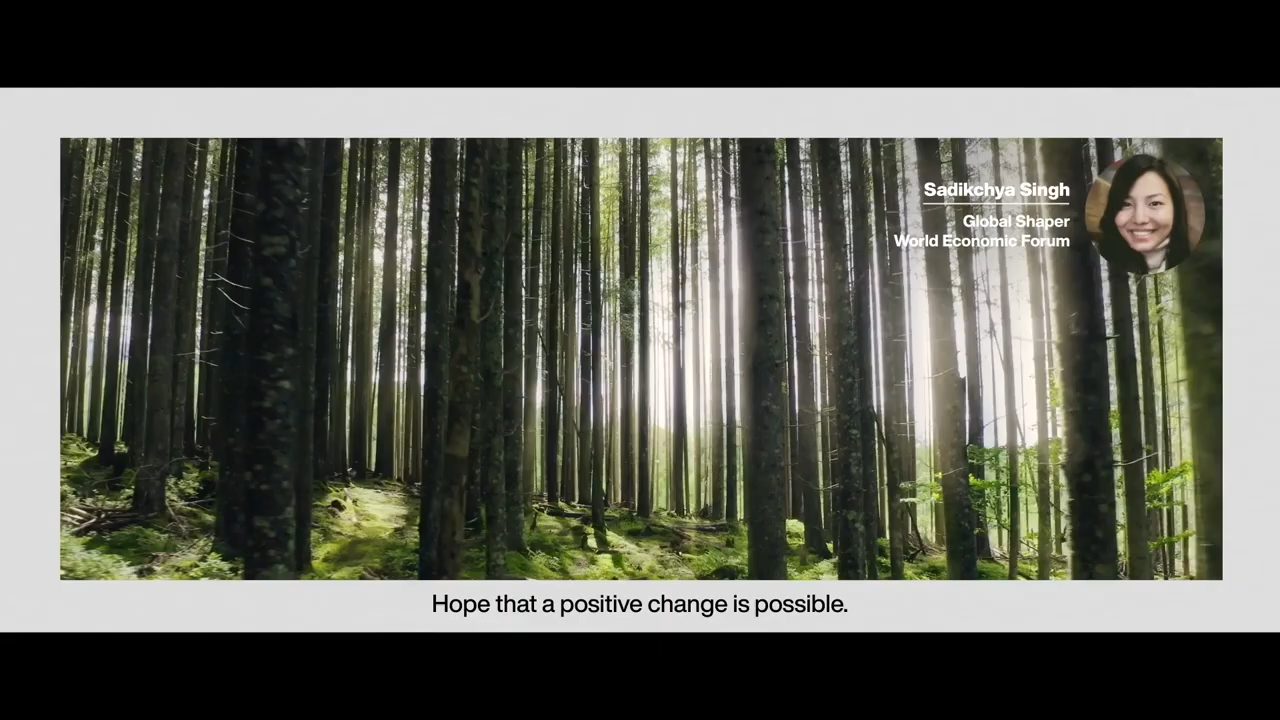 Sadikchya Singh
Global Shaper
World Economic Forum
Hope that a positive change is possible.